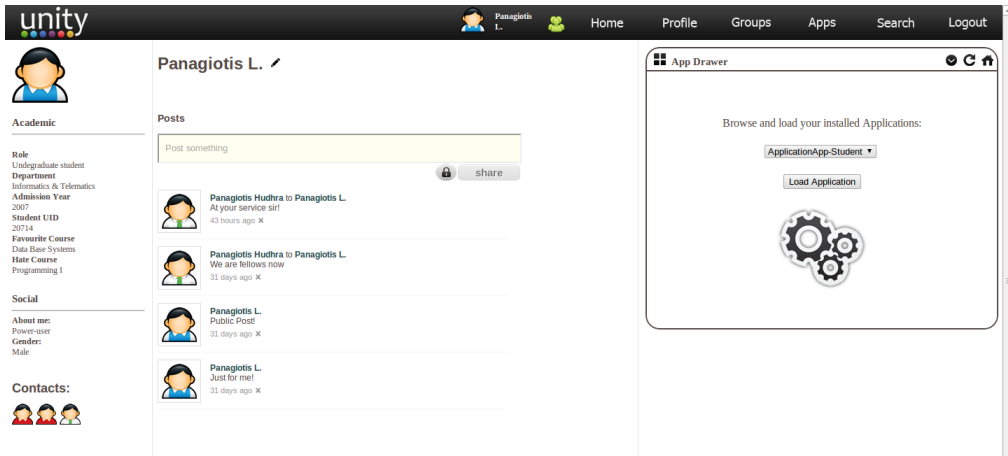 unity
Panagiotis
L.
Home
Profile
Groups
Apps
Search
Logout
Academic
Role
Undegraduate student
Department
Informatics & Telematics
Admission Year
2007
Student UID
20714
Favourite Course
Data Base Systems
Hate Course
Programming I
Social
About me:
Power-user
Gender:
Male
Contacts:
Panagiotis L.
Posts
Post something
share
Panagiotis Hudhra to Panagiotis L.
At your service sir!
43 hours ago X
Panagiotis Hudhra to Panagiotis L.
We are fellows now
31 days ago X
Panagiotis L.
Public Post!
31 days ago X
Panagiotis L.
Just for me!
31 days ago X
App Drawer
Browse and load your installed Applications:
ApplicationApp-Student
Load Application